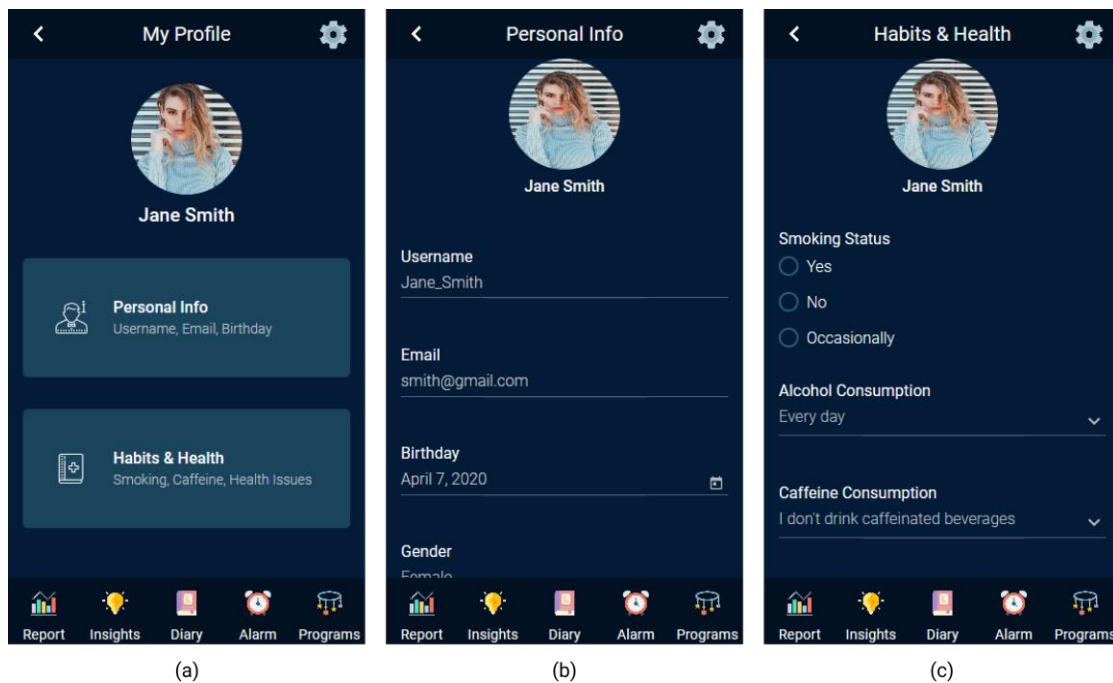 My Profile
Jane Smith
Personal Info
Username, Email, Birthday
Habits & Health
Smoking, Caffeine, Health Issues
Report Insights Diary Alarm Programs
(a)
Personal Info
Jane Smith
Username
Jane_Smith
Email
smith@gmail.com
Birthday
April 7, 2020
Gender
Female
Report Insights Diary Alarm Programs
(b)
Habits & Health
Jane Smith
Smoking Status
Yes
No
Occasionally
Alcohol Consumption
Every day
Caffeine Consumption
I don't drink caffeinated beverages
Report Insights Diary Alarm Programs
(c)